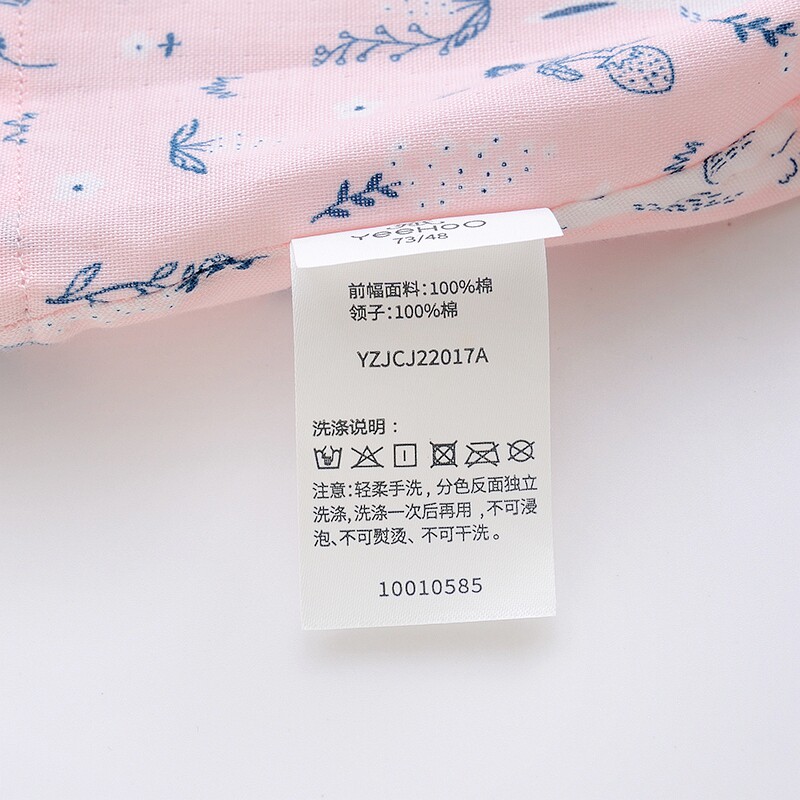 YeeHoo
73/48
前幅面料:100%棉
领子:100%棉
YZJCJ22017A
洗涤说明:
注意:轻柔手洗,分色反面独立
洗涤,洗涤一次后再用,不可浸
泡、不可熨烫、不可干洗。
10010585